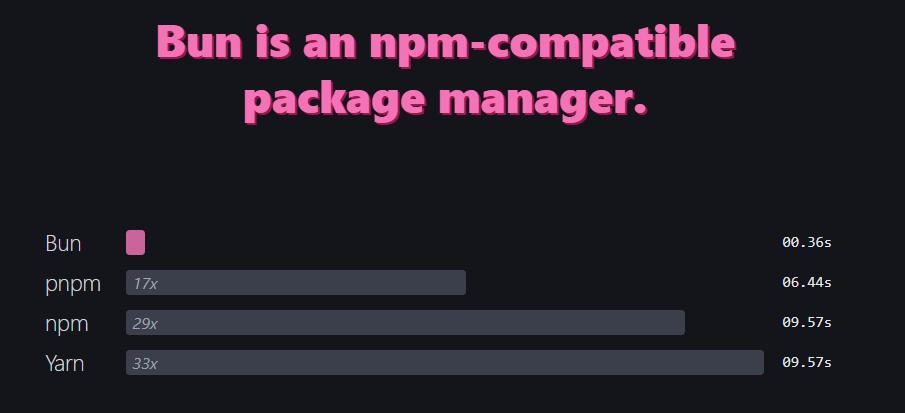 Bun is an npm-compatible
package manager.
Bun 00.36s
pnpm 17x 06.44s
npm 29x 09.57s
Yarn 33x 09.57s